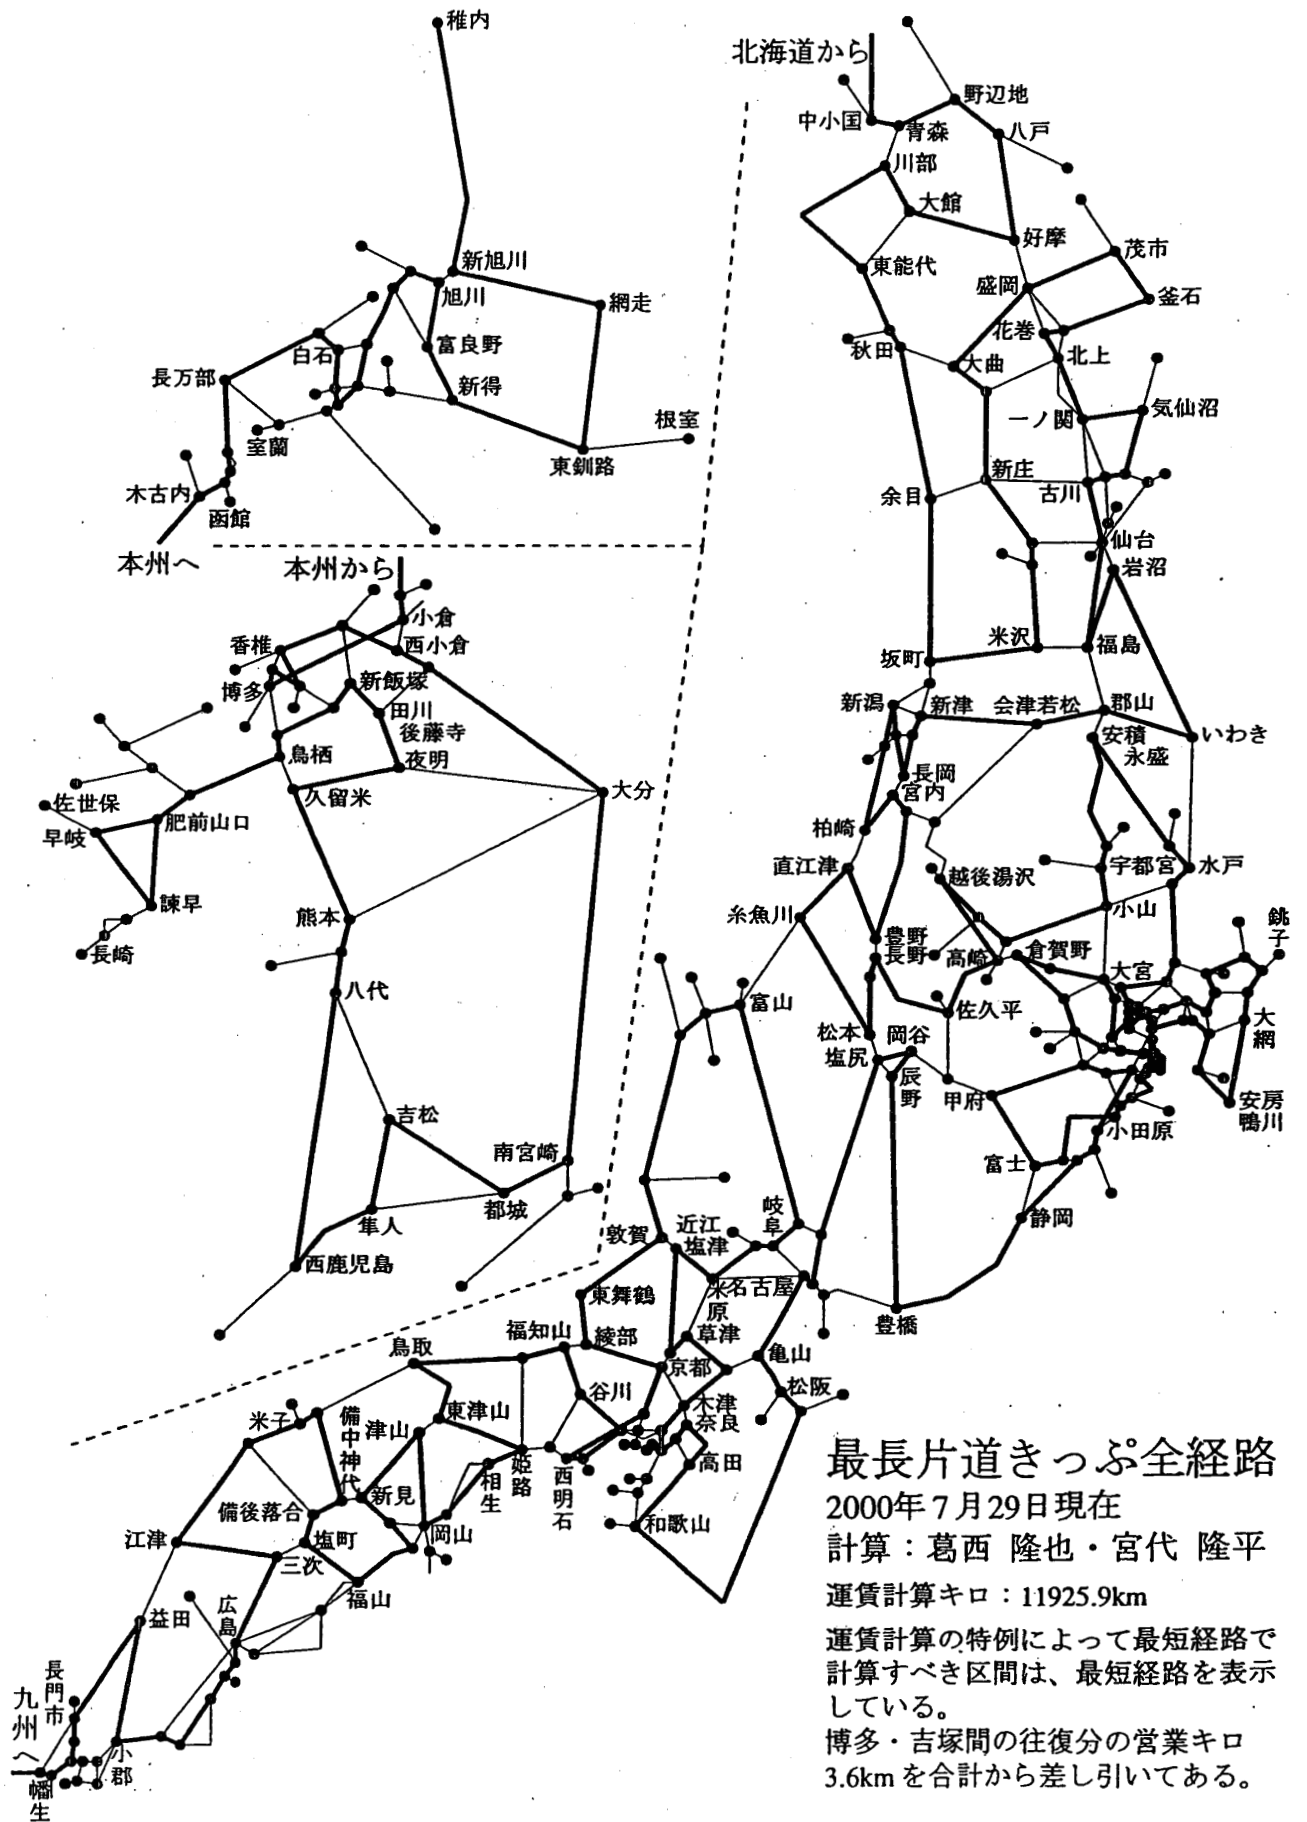 稚内
新旭川
旭川
網走
富良野
白石
長万部
新得
室蘭
根室
東釧路
木古内
函館
本州へ
本州から
小倉
西小倉
香椎
博多
新飯塚
田川
後藤寺
夜明
鳥栖
久留米
大分
佐世保
早岐
肥前山口
諫早
長崎
熊本
八代
吉松
南宮崎
都城
隼人
西鹿児島
北海道から
野辺地
中小国
青森
八戸
川部
大館
好摩
茂市
東能代
盛岡
釜石
花巻
秋田
大曲
北上
一ノ関
気仙沼
新庄
古川
余目
仙台
岩沼
米沢
福島
坂町
新潟
新津
会津若松
郡山
安積
永盛
いわき
長岡
宮内
柏崎
直江津
越後湯沢
宇都宮
水戸
糸魚川
小山
銚子
豊野
長野
高崎
倉賀野
大宮
富山
佐久平
大網
松本
岡谷
塩尻
辰野
甲府
安房
鴨川
小田原
富士
静岡
岐阜
近江
塩津
敦賀
名古屋
米原
東舞鶴
豊橋
草津
福知山
綾部
亀山
鳥取
京都
松阪
谷川
木津
奈良
東津山
津山
備中神代
米子
高田
新見
相生
姫路
西明石
備後落合
岡山
和歌山
江津
塩町
三次
福山
益田
広島
長門市
九州へ
小郡
幡生
最長片道きっぷ全経路
2000年7月29日現在
計算：葛西 隆也・宮代 隆平
運賃計算キロ：11925.9km
運賃計算の特例によって最短経路で
計算すべき区間は、最短経路を表示
している。
博多・吉塚間の往復分の営業キロ
3.6kmを合計から差し引いてある。